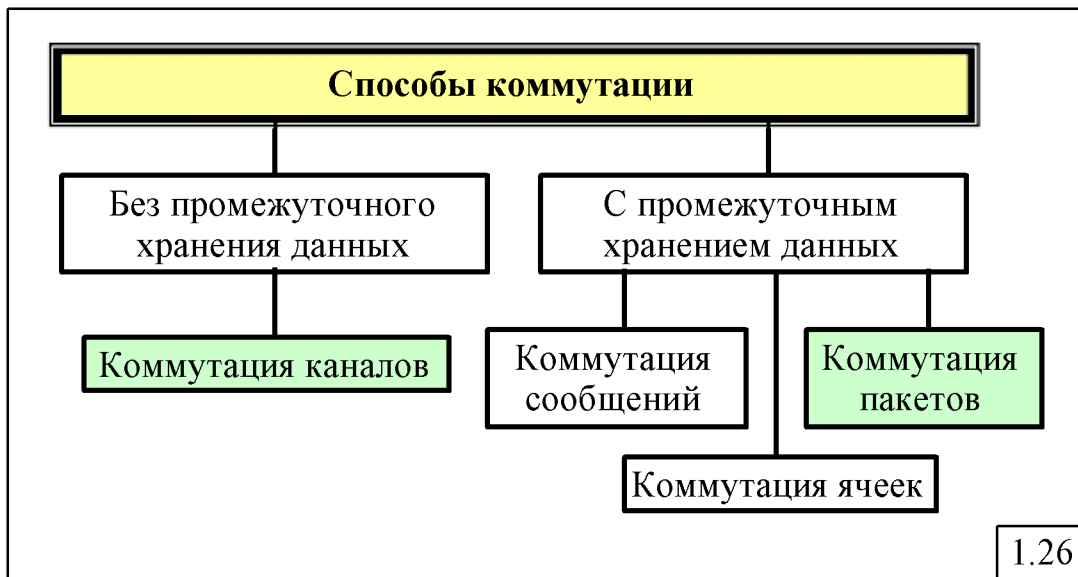 Способы коммутации
Без промежуточного
хранения данных
С промежуточным
хранением данных
Коммутация каналов
Коммутация
сообщений
Коммутация
пакетов
Коммутация ячеек
1.26